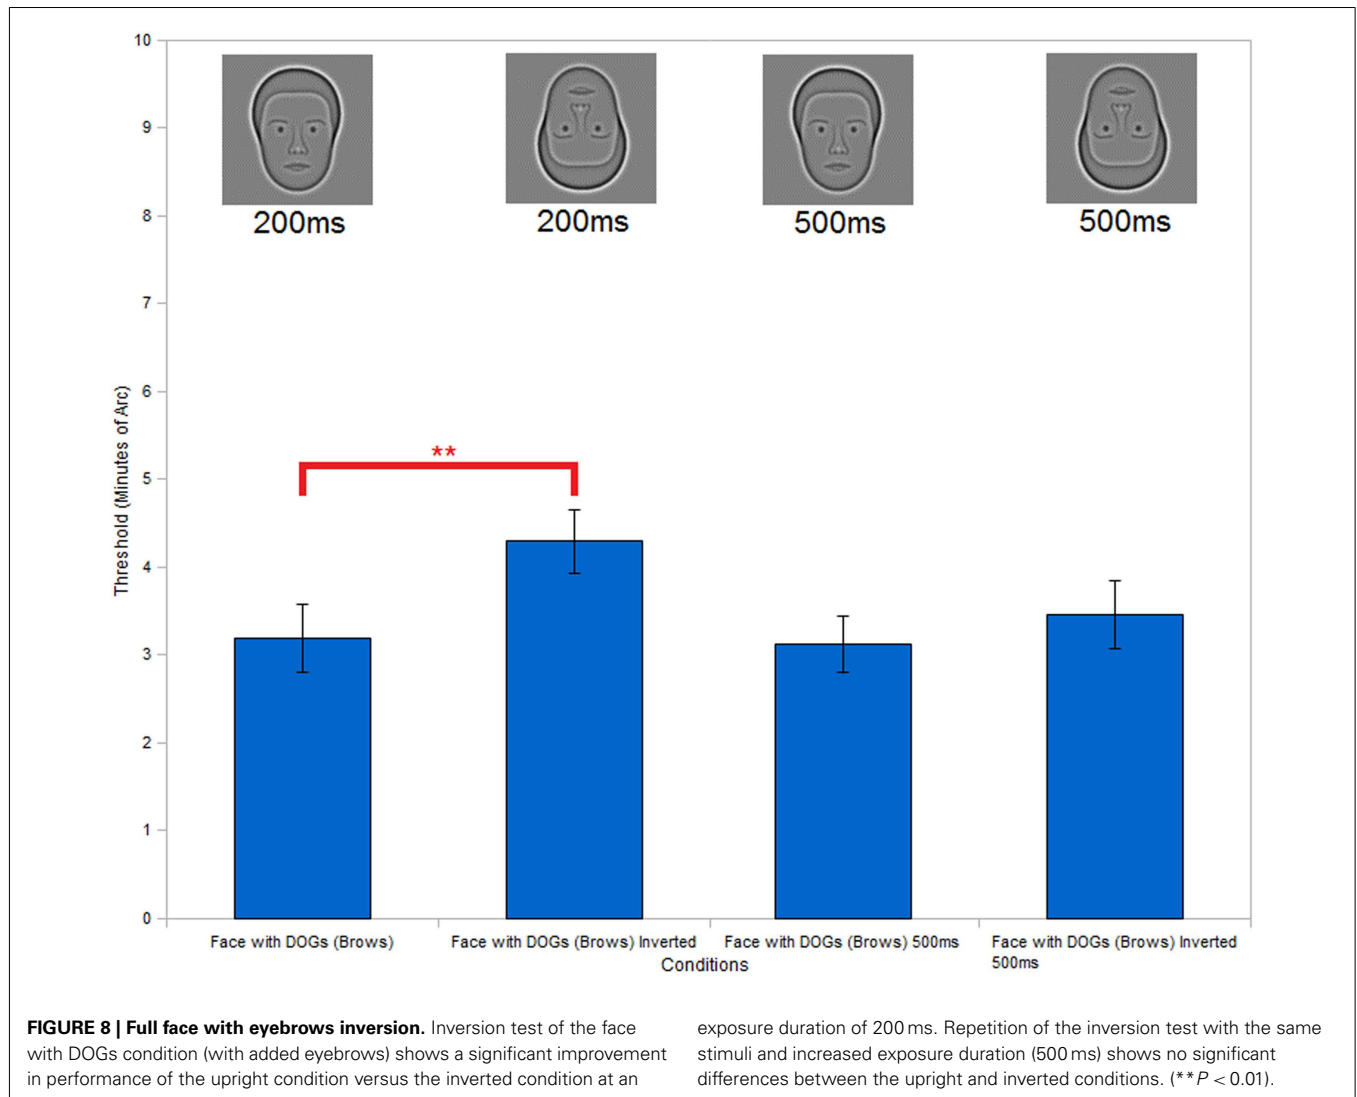 10
9
8
7
6
5
4
3
2
1
0
Threshold (Minutes of Arc)
200ms
200ms
500ms
500ms
**
Face with DOGs (Brows)
Face with DOGs (Brows) Inverted
Face with DOGs (Brows) 500ms
Face with DOGs (Brows) Inverted
500ms
Conditions
FIGURE 8 | Full face with eyebrows inversion. Inversion test of the face
with DOGs condition (with added eyebrows) shows a significant improvement
in performance of the upright condition versus the inverted condition at an
exposure duration of 200 ms. Repetition of the inversion test with the same
stimuli and increased exposure duration (500 ms) shows no significant
differences between the upright and inverted conditions. (**P < 0.01).